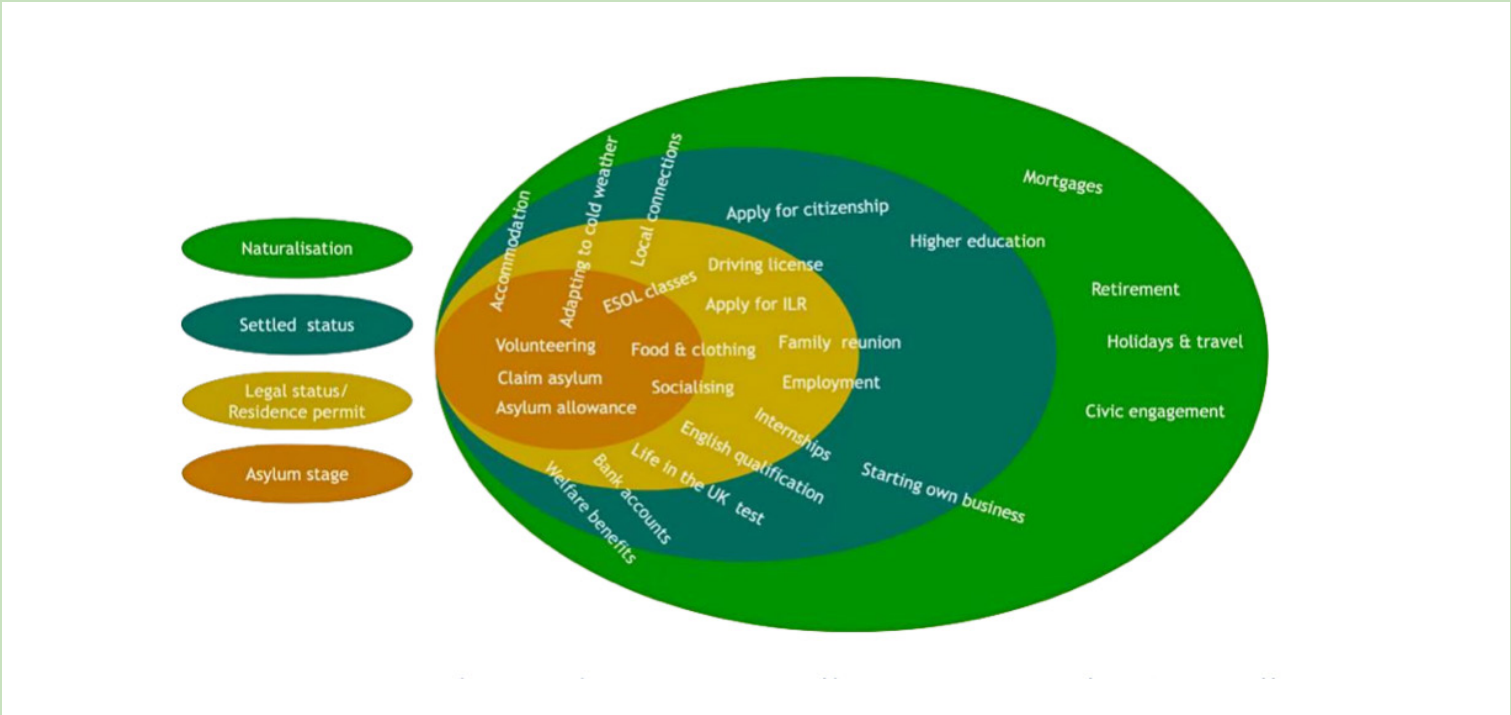 Naturalisation
Settled status
Legal status/
Residence permit
Asylum stage
Accommodation
Adapting to cold weather
Local connections
ESOL classes
Volunteering
Claim asylum
Asylum allowance
Food & clothing
Socialising
Apply for citizenship
Higher education
Driving license
Apply for ILR
Family reunion
Employment
Internships
English qualification
Life in the UK test
Bank accounts
Welfare benefits
Starting own business
Mortgages
Retirement
Holidays & travel
Civic engagement